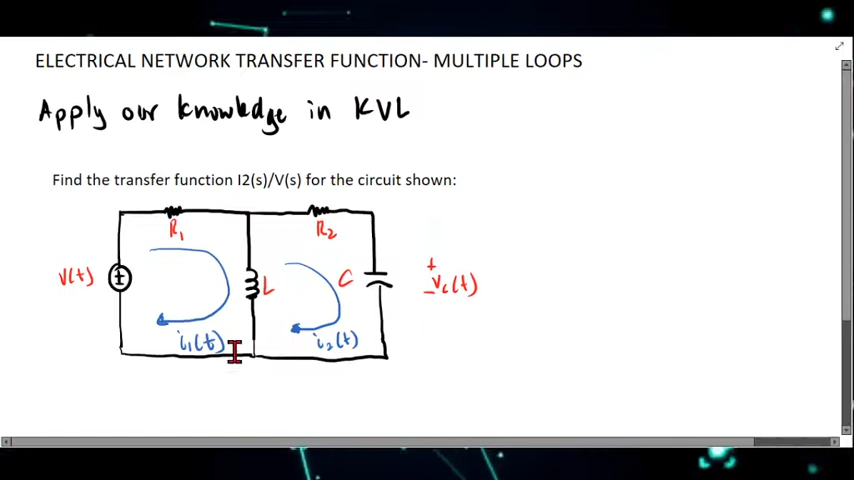 ELECTRICAL NETWORK TRANSFER FUNCTION- MULTIPLE LOOPS
Apply our knowledge in KVL
Find the transfer function I2(s)/V(s) for the circuit shown:
R1
R2
V(t)
L
C
+
Vc(t)
−
i1(t)
i2(t)